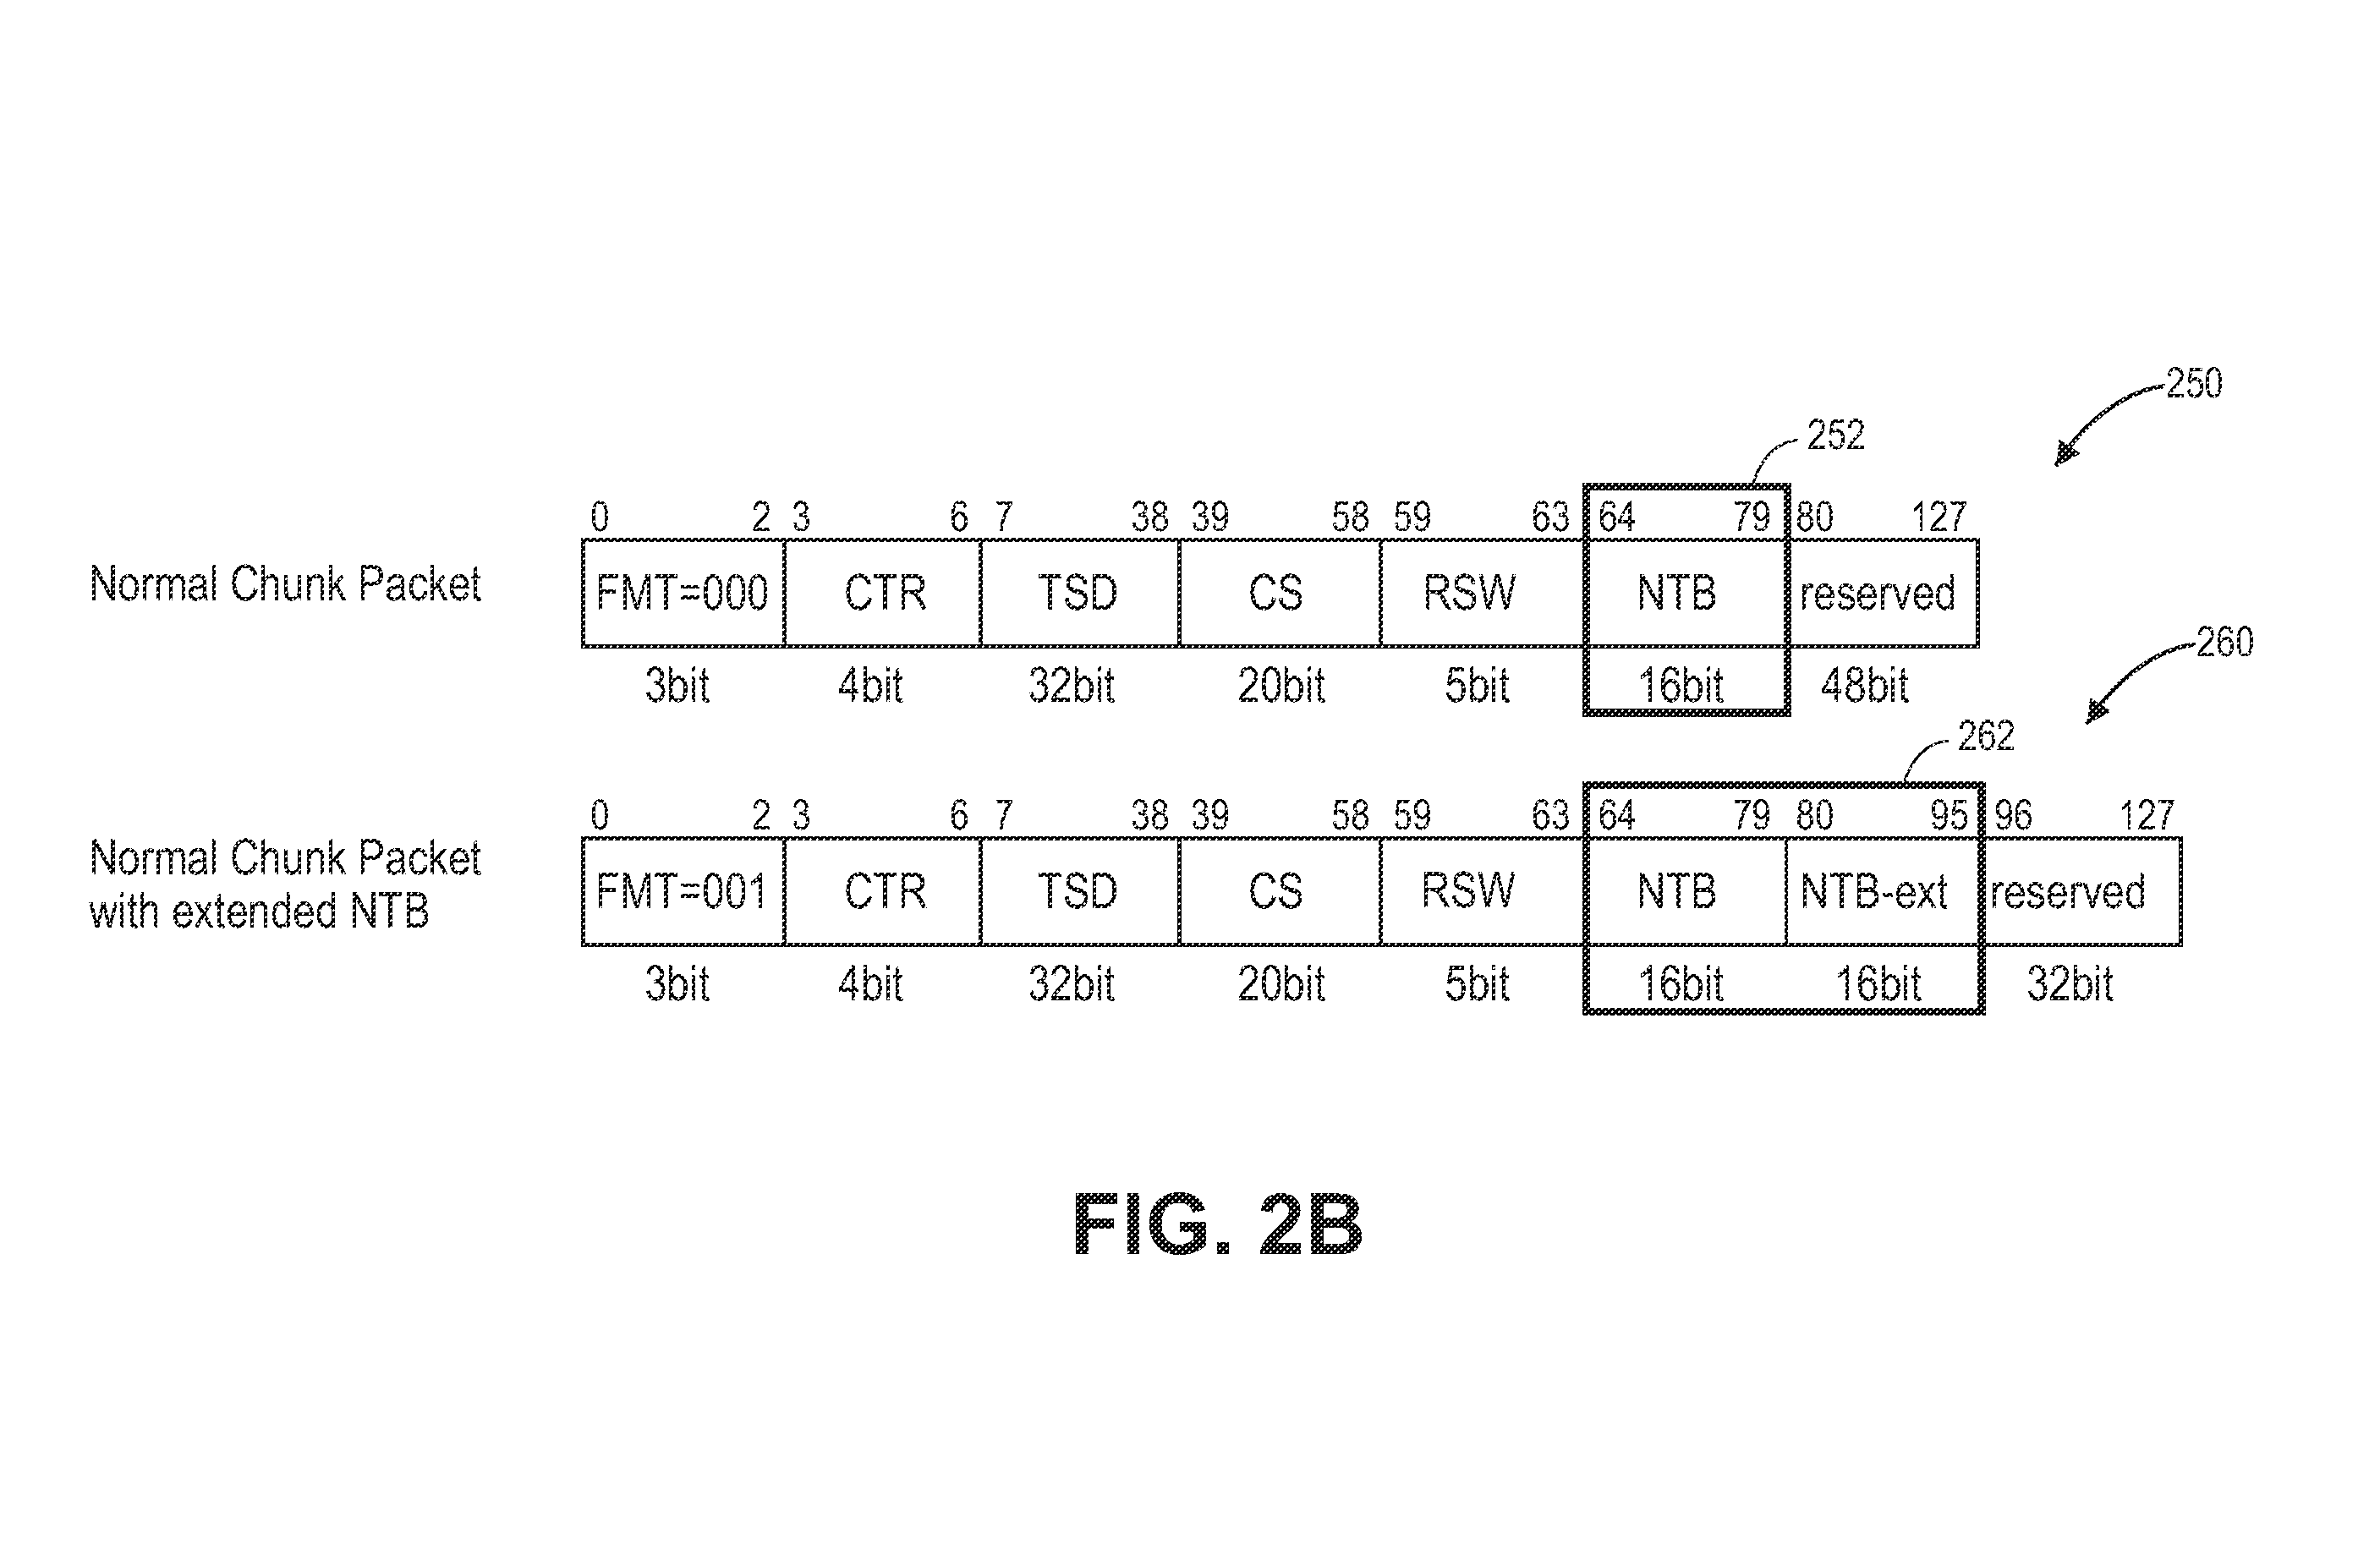 250
252
0 2 3 6 7 38 39 58 59 63 64 79 80 127
Normal Chunk Packet FMT=000 CTR TSD CS RSW NTB reserved
3bit 4bit 32bit 20bit 5bit 16bit 48bit
260
262
0 2 3 6 7 38 39 58 59 63 64 79 80 95 96 127
Normal Chunk Packet
with extended NTB
FMT=001 CTR TSD CS RSW NTB NTB-ext reserved
3bit 4bit 32bit 20bit 5bit 16bit 16bit 32bit
FIG. 2B